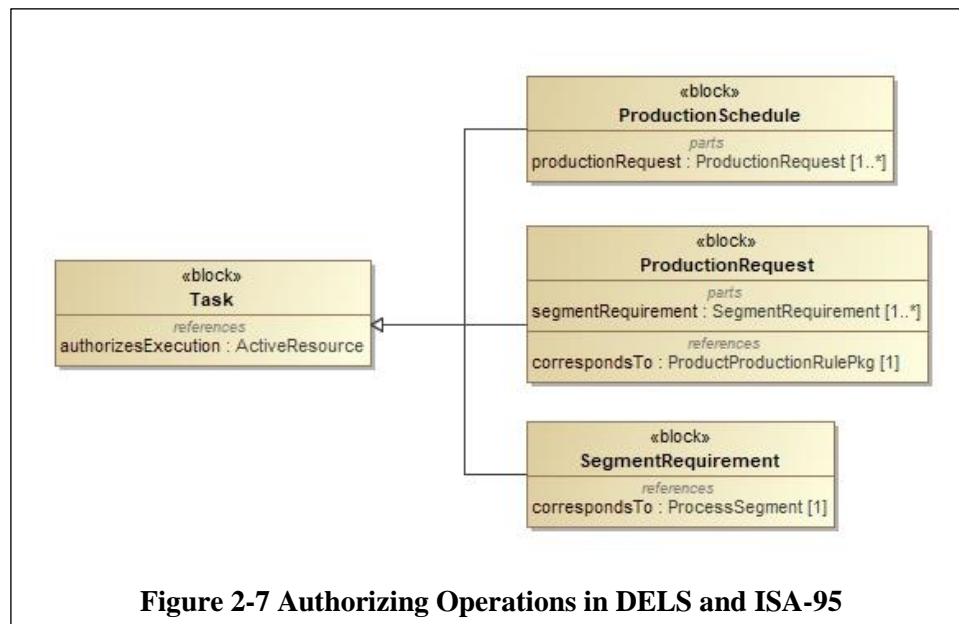 «block»
ProductionSchedule
parts
productionRequest : ProductionRequest [1..*]
«block»
ProductionRequest
parts
segmentRequirement : SegmentRequirement [1..*]
references
correspondsTo : ProductProductionRulePkg [1]
«block»
Task
references
authorizesExecution : ActiveResource
«block»
SegmentRequirement
references
correspondsTo : ProcessSegment [1]
Figure 2-7 Authorizing Operations in DELS and ISA-95